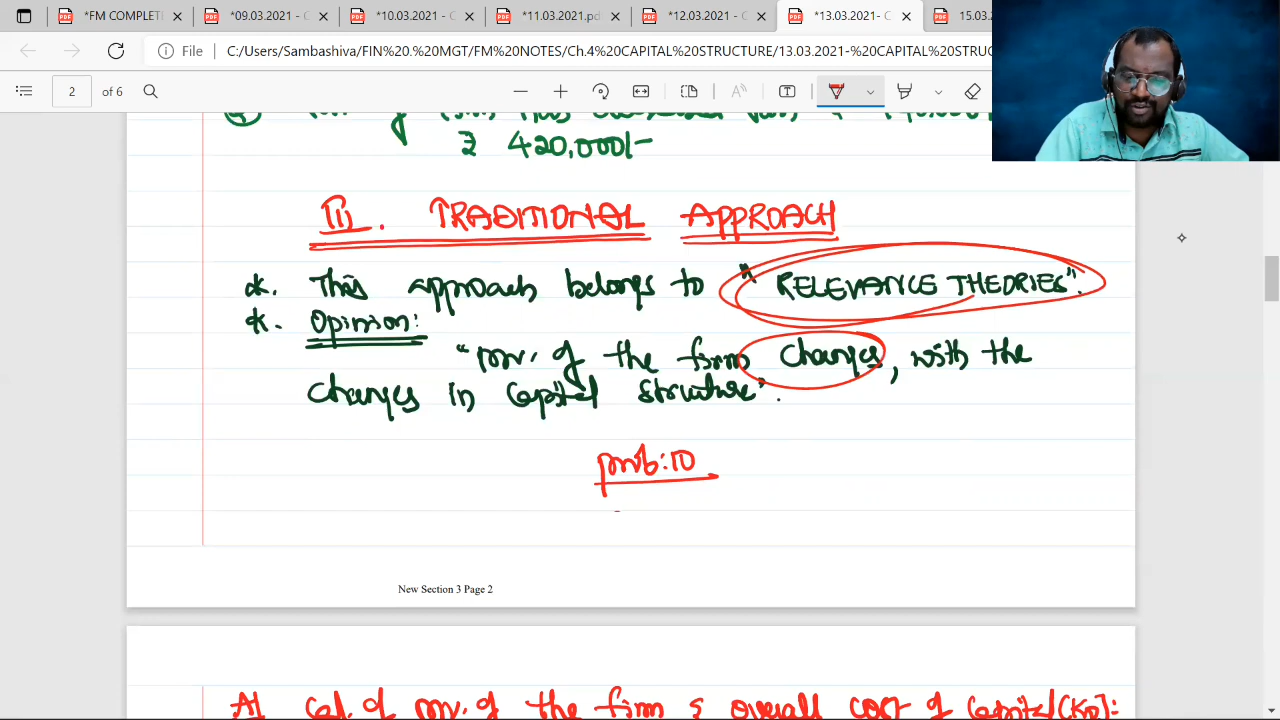 *FM COMPLET
*09.03.2021 - C
*10.03.2021 - C
*11.03.2021.pd
*12.03.2021 - C
*13.03.2021- C
15.03
File
C:/Users/Sambashiva/FIN%20.%20MGT/FM%20NOTES/Ch.4%20CAPITAL%20STRUCTURE/13.03.2021-%20CAPITAL%20STRUC
2 of 6
₹ 420,000/-
III. TRADITIONAL APPROACH
*. This approach belongs to "RELEVANCE THEORIES".
*. Opinion:
"mv. of the firm changes, with the
changes in Capital Structure".
prob:10
New Section 3 Page 2
A) Cal. of mv. of the firm & overall cost of Capital (Ko):